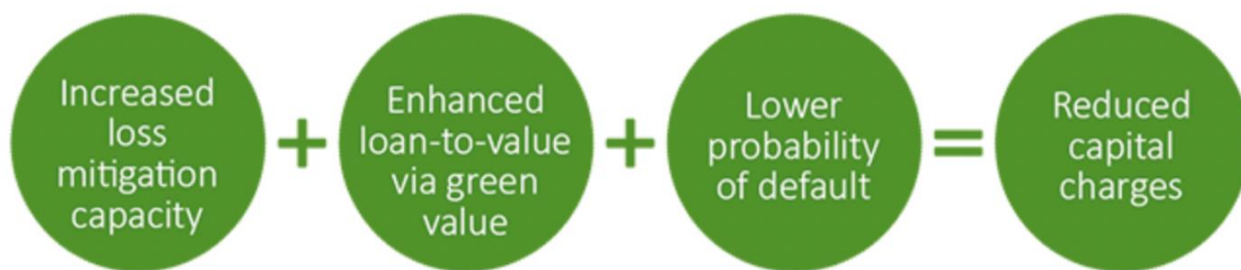 Increased
loss
mitigation
capacity
+
Enhanced
loan-to-value
via green
value
+
Lower
probability
of default
=
Reduced
capital
charges